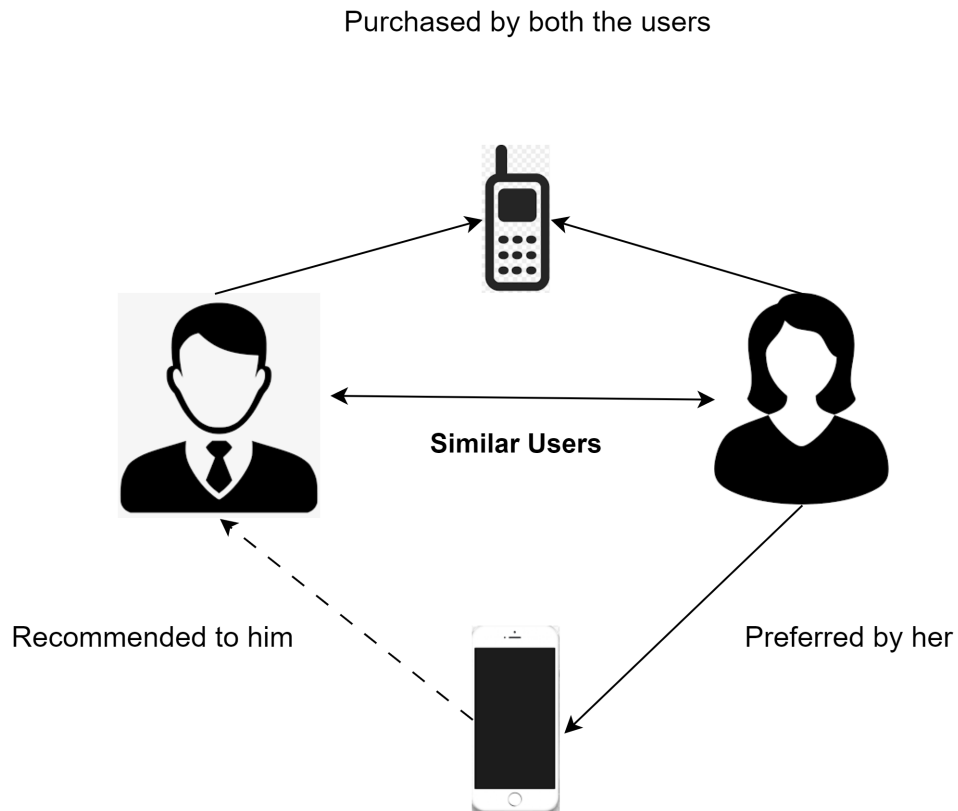 Purchased by both the users
Similar Users
Recommended to him
Preferred by her